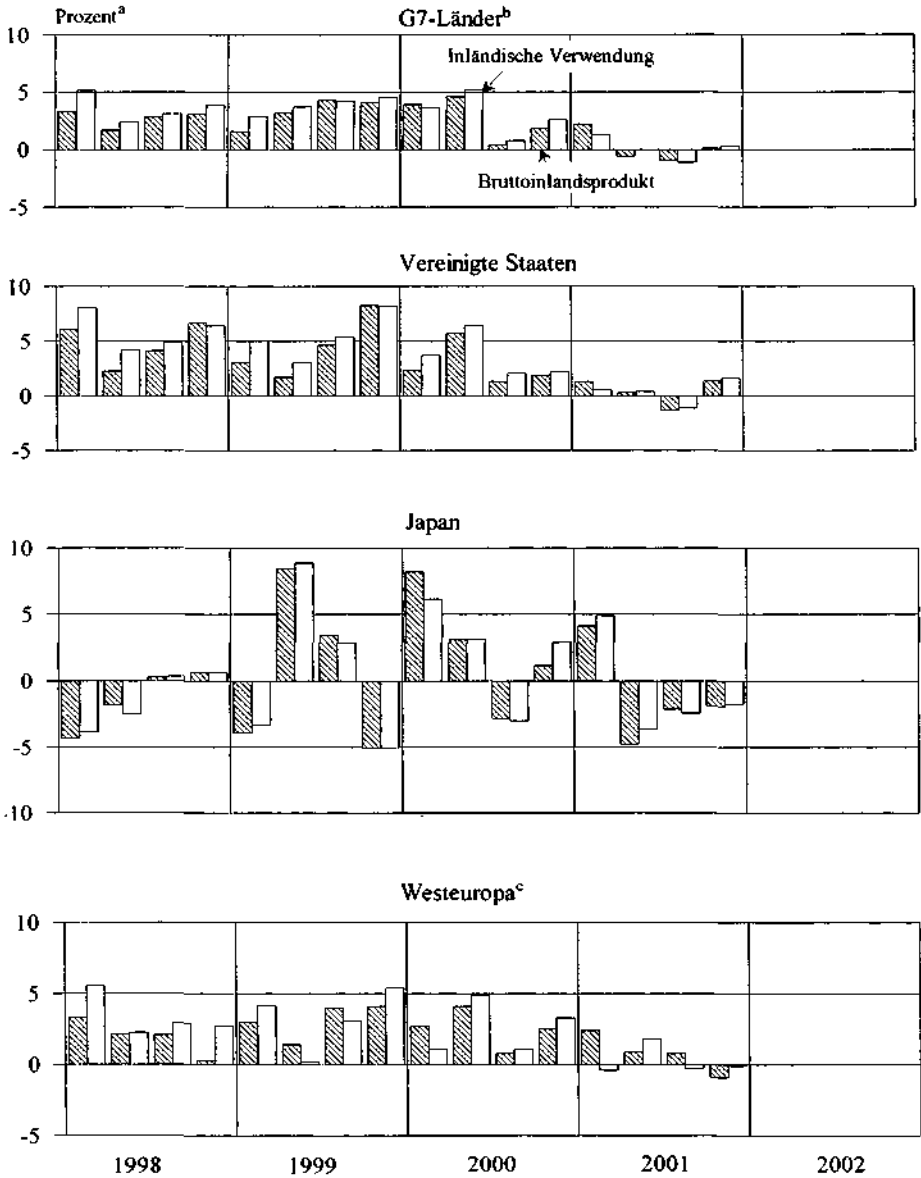 Prozent^a
G7-Länder^b
10
5
0
-5
Inländische Verwendung
Bruttoinlandsprodukt
Vereinigte Staaten
10
5
0
-5
Japan
10
5
0
-5
-10
Westeuropa^c
10
5
0
-5
1998 1999 2000 2001 2002